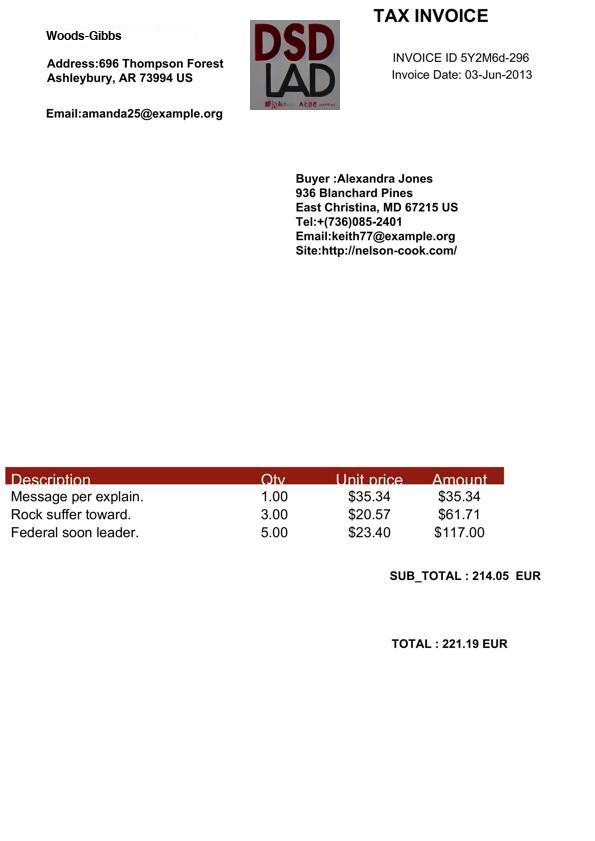 TAX INVOICE
Woods-Gibbs
INVOICE ID 5Y2M6d-296
Address:696 Thompson Forest
Ashleybury, AR 73994 US
Invoice Date: 03-Jun-2013
Email:amanda25@example.org
DSD
LAD
Buyer :Alexandra Jones
936 Blanchard Pines
East Christina, MD 67215 US
Tel:+(736)085-2401
Email:keith77@example.org
Site:http://nelson-cook.com/
Description Qty Unit price Amount
Message per explain. 1.00 $35.34 $35.34
Rock suffer toward. 3.00 $20.57 $61.71
Federal soon leader. 5.00 $23.40 $117.00
SUB_TOTAL : 214.05 EUR
TOTAL : 221.19 EUR